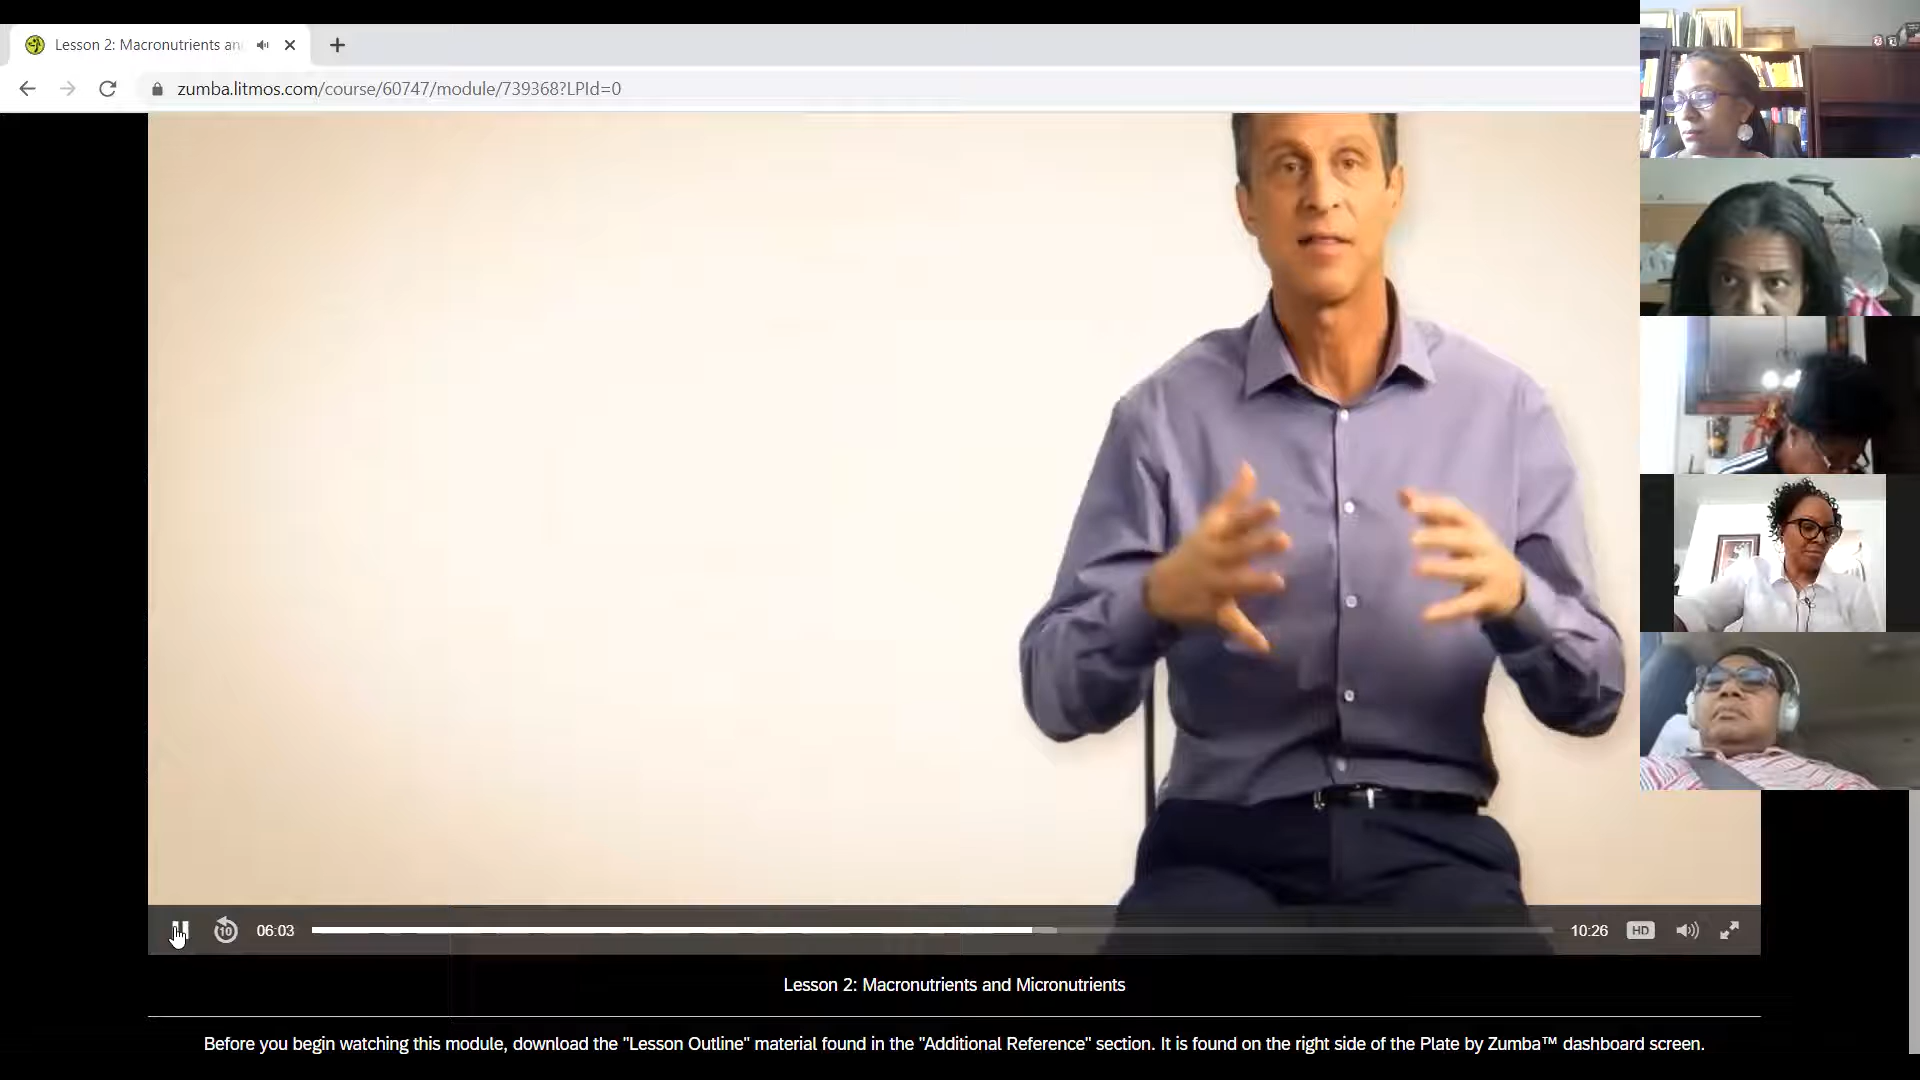 Lesson 2: Macronutrients an
zumba.litmos.com/course/60747/module/739368?LPId=0
10
06:03
10:26
HD
Lesson 2: Macronutrients and Micronutrients
Before you begin watching this module, download the "Lesson Outline" material found in the "Additional Reference" section. It is found on the right side of the Plate by Zumba™ dashboard screen.